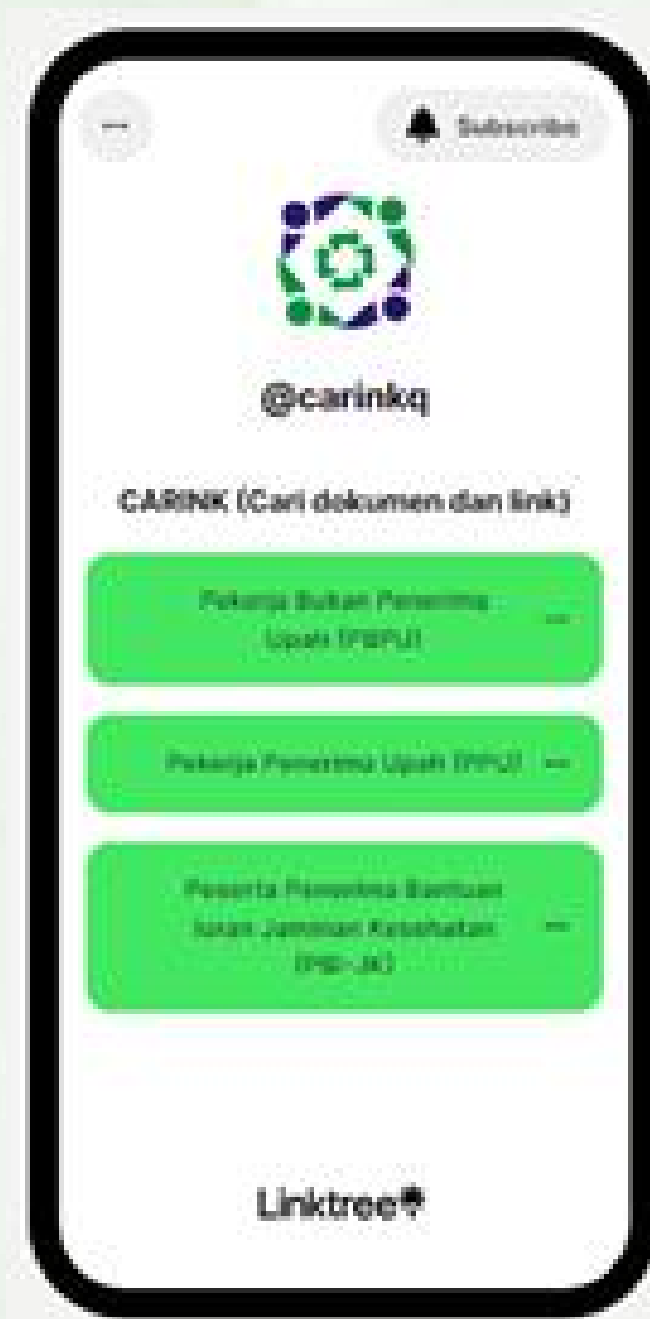 Subscribe
@carinkq
CARINK (Cari dokumen dan link)
Pekerja Bukan Penerima
Upah (PBPU)
Pekerja Penerima Upah (PPU)
Peserta Penerima Bantuan
Iuran Jaminan Kesehatan
(PBI-JK)
Linktree